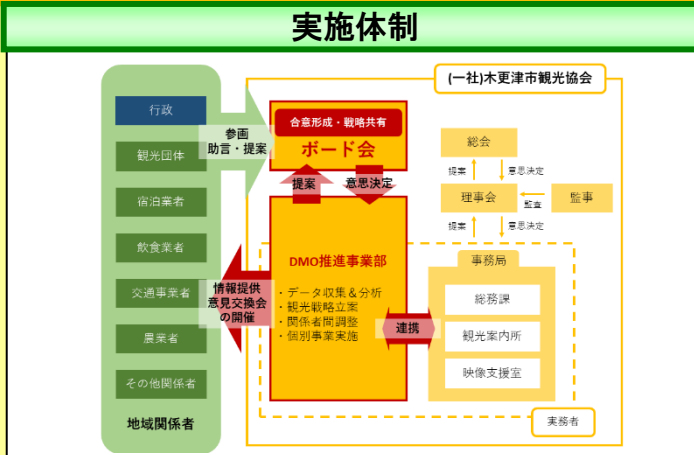 実施体制
(一社)木更津市観光協会
行政
観光団体
宿泊業者
飲食業者
交通事業者
農業者
その他関係者
地域関係者
参画
助言・提案
合意形成・戦略共有
ボード会
提案
意思決定
DMO推進事業部
・データ収集&分析
・観光戦略立案
・関係者間調整
・個別事業実施
情報提供
意見交換会
の開催
連携
総会
提案
意思決定
理事会
監査
監事
提案
意思決定
事務局
総務課
観光案内所
映像支援室
実務者